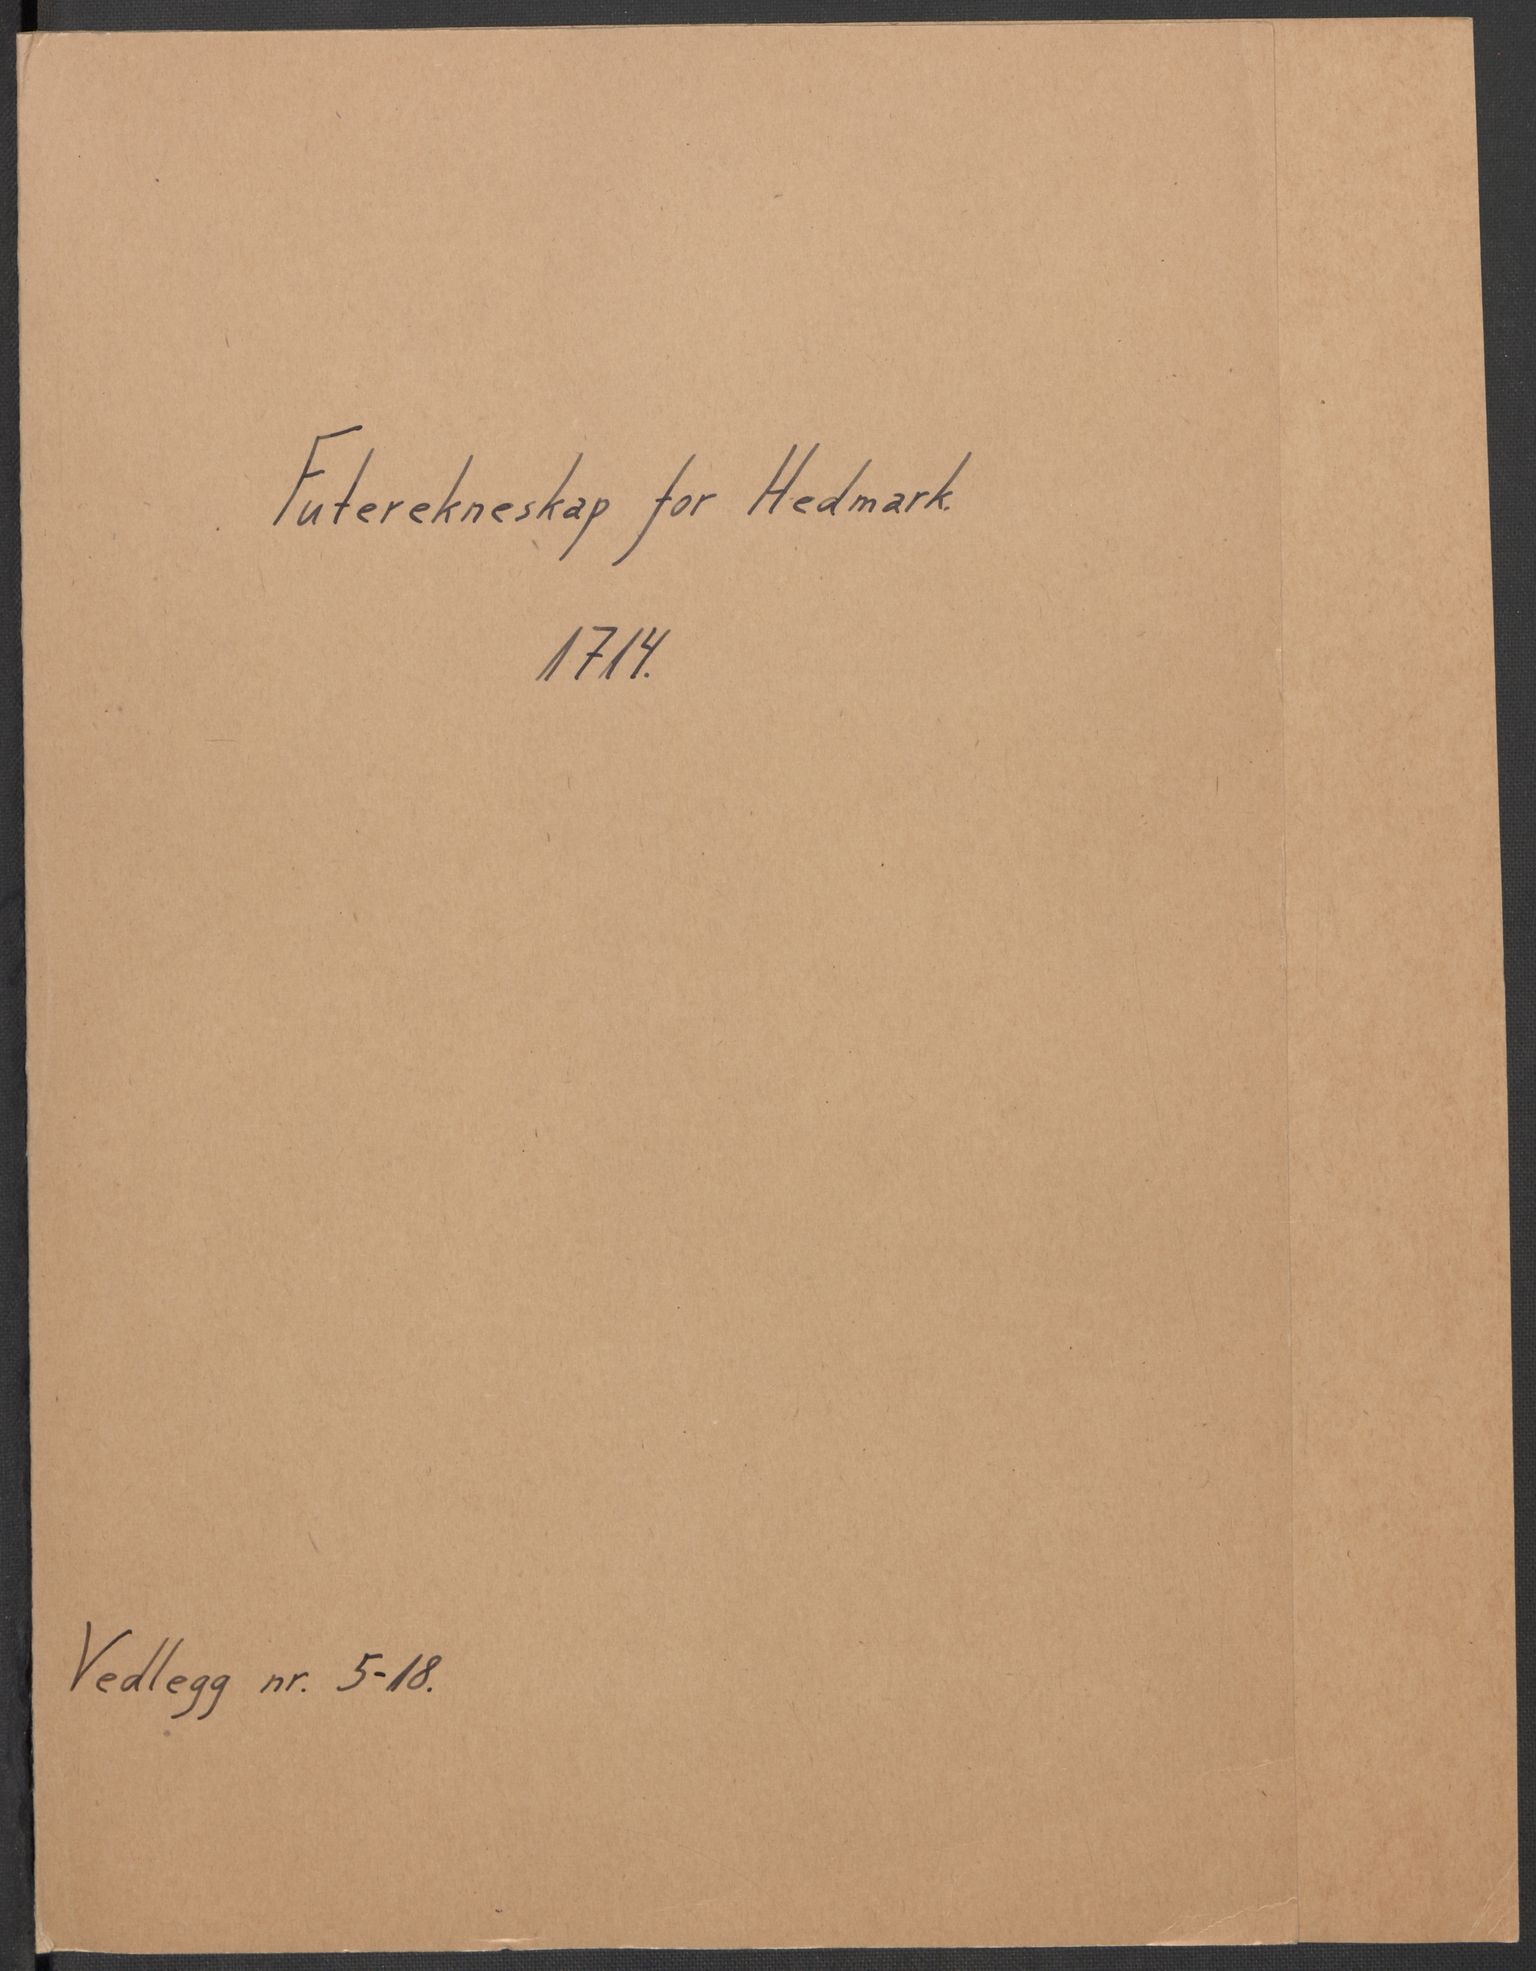 Futerekneskap for Hedmark.
1714.
Vedlegg nr. 5-18.